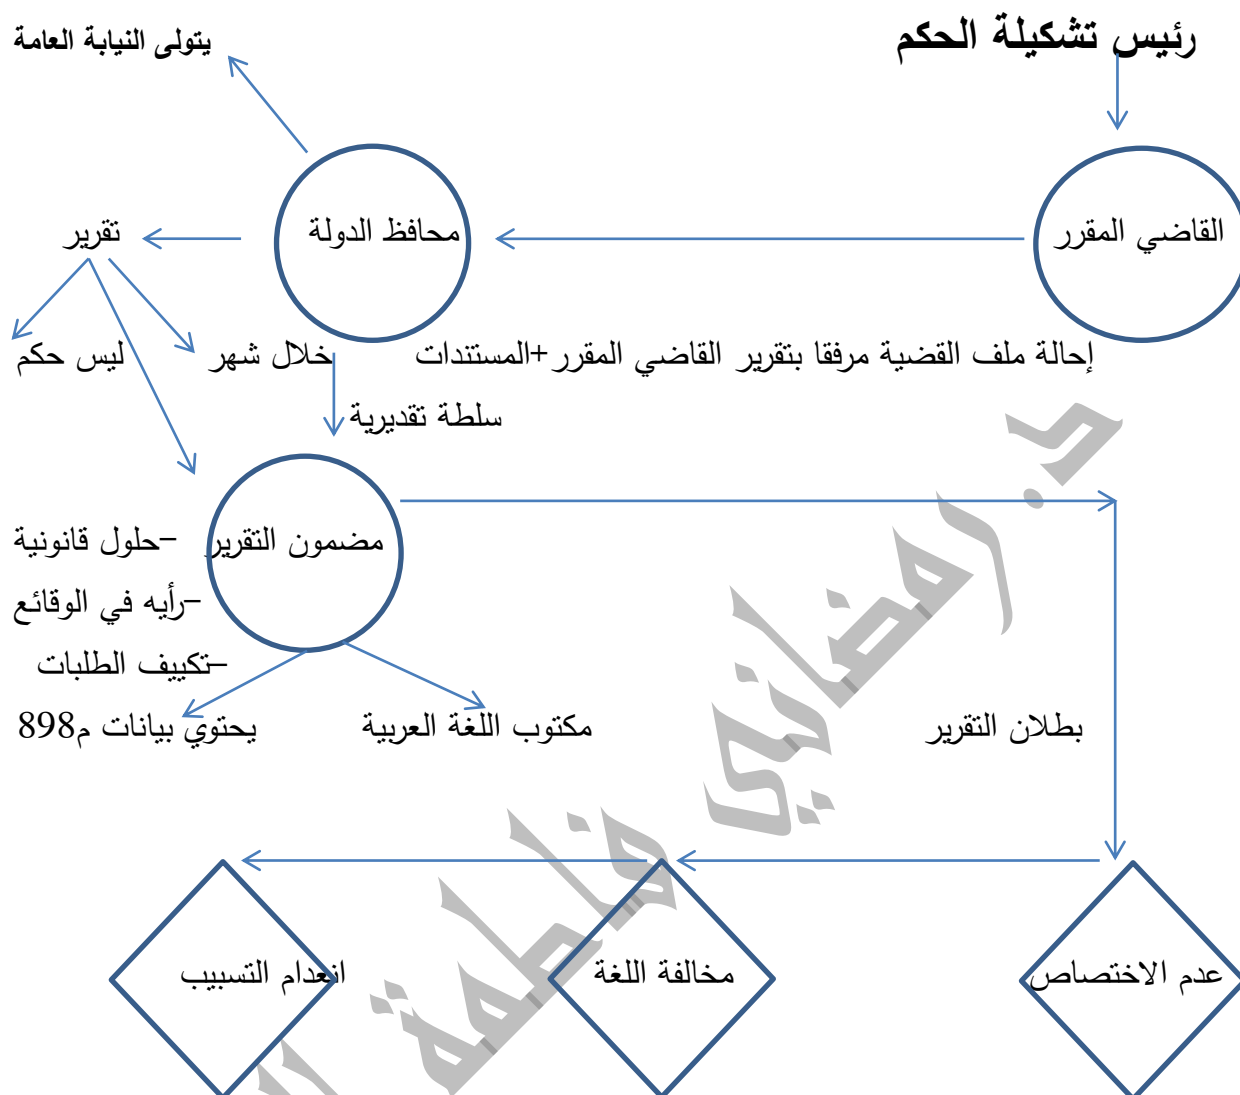 رئيس تشكيلة الحكم
يتولى النيابة العامة
القاضي المقرر
محافظ الدولة
تقرير
إحالة ملف القضية مرفقا بتقرير القاضي المقرر +المستندات
خلال شهر
ليس حكم
سلطة تقديرية
مضمون التقرير
–حلول قانونية
–رأيه في الوقائع
–تكييف الطلبات
بطلان التقرير
مكتوب اللغة العربية
يحتوي بيانات م898
عدم الاختصاص
مخالفة اللغة
انعدام التسبيب
د. رمضاني فاطمة